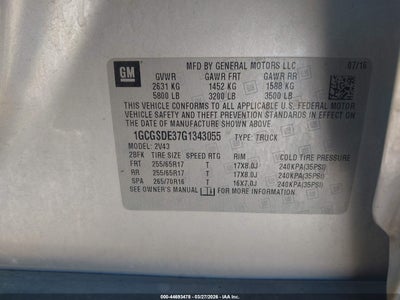 GM
MFD BY GENERAL MOTORS LLC 07/16
GVWR GAWR FRT GAWR RR
2631 KG 1452 KG 1588 KG
5800 LB 3200 LB 3500 LB
THIS VEHICLE CONFORMS TO ALL APPLICABLE U.S. FEDERAL MOTOR
VEHICLE SAFETY AND THEFT PREVENTION STANDARDS IN EFFECT ON
THE DATE OF MANUFACTURE SHOWN ABOVE.
1GCGSDE37G1343055 TYPE: TRUCK
MODEL: 2V43
2BFK TIRE SIZE SPEED RTG RIM COLD TIRE PRESSURE
FRT 255/65R17 T 17X8.0J 240KPA(35PSI)
RR 255/65R17 T 17X8.0J 240KPA(35PSI)
SPA 265/70R16 T 16X7.0J 240KPA(35PSI)
SEE OWNER'S MANUAL FOR MORE INFORMATION.
000-44693478 - 03/27/2026 - IAAI.COM